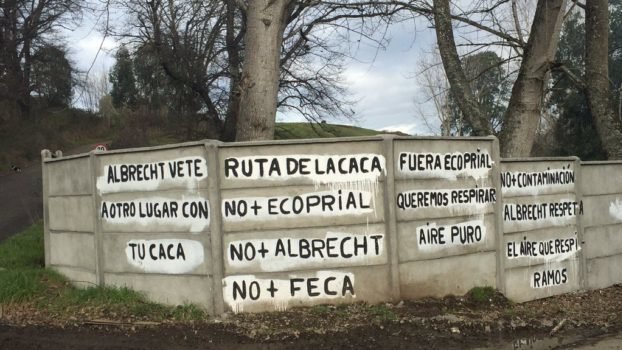 ALBRECHT VETE
A OTRO LUGAR CON
TU CACA
RUTA DE LA CACA
NO + ECOPRIAL
NO + ALBRECHT
NO + FECA
FUERA ECOPRIAL
QUEREMOS RESPIRAR
AIRE PURO
NO + CONTAMINACIÓN
ALBRECHT RESPETA
EL AIRE QUE RESPI
RAMOS